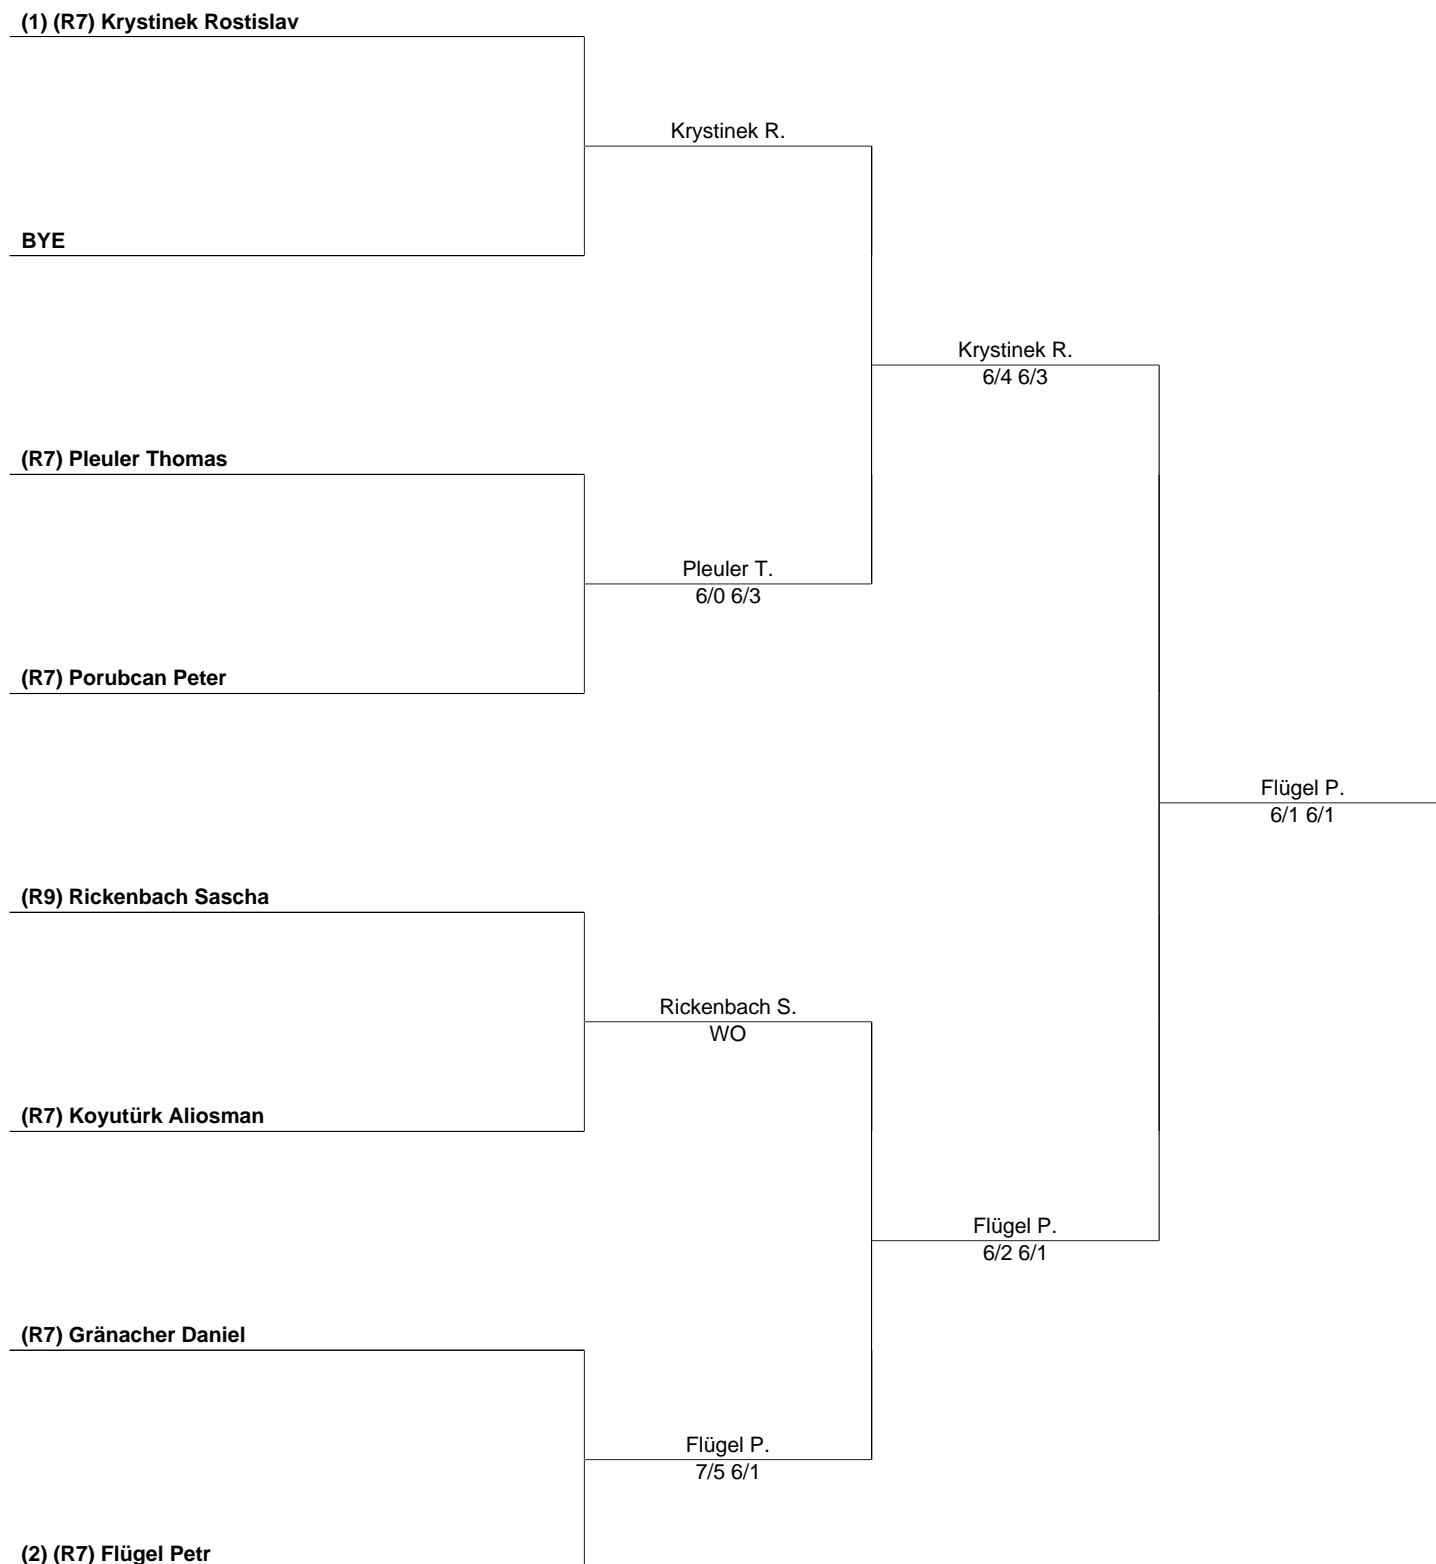 (1) (R7) Krystinek Rostislav
Krystinek R.
BYE
Krystinek R.
6/4 6/3
(R7) Pleuler Thomas
Pleuler T.
6/0 6/3
(R7) Porubcan Peter
Flügel P.
6/1 6/1
(R9) Rickenbach Sascha
Rickenbach S.
WO
(R7) Koyutürk Aliosman
Flügel P.
6/2 6/1
(R7) Gränacher Daniel
Flügel P.
7/5 6/1
(2) (R7) Flügel Petr